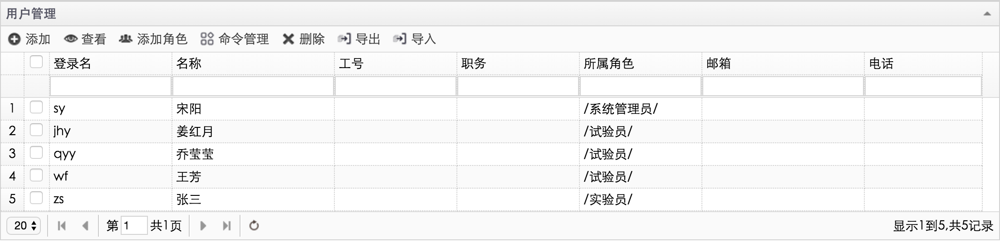 用户管理
添加 查看 添加角色 命令管理 删除 导出 导入
登录名 名称 工号 职务 所属角色 邮箱 电话
1 sy 宋阳 /系统管理员/
2 jhy 姜红月 /试验员/
3 qyy 乔莹莹 /试验员/
4 wf 王芳 /试验员/
5 zs 张三 /实验员/
20 第 1 共1页 显示1到5,共5记录